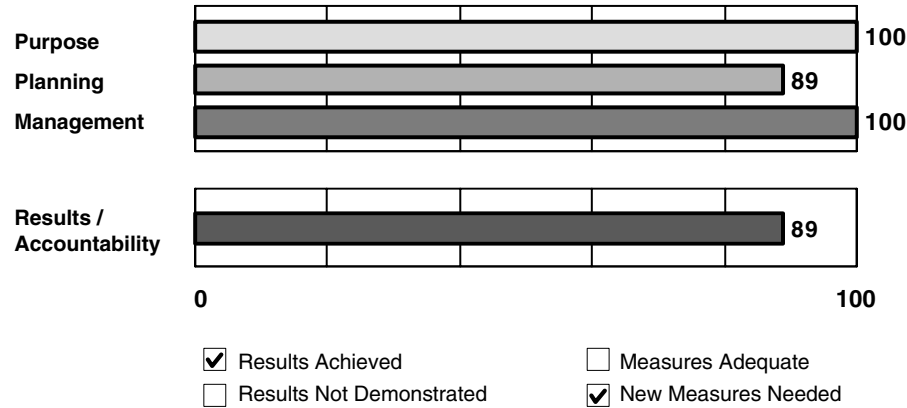 Purpose 100
Planning 89
Management 100
Results /
Accountability 89
0 100
Results Achieved Measures Adequate
Results Not Demonstrated New Measures Needed